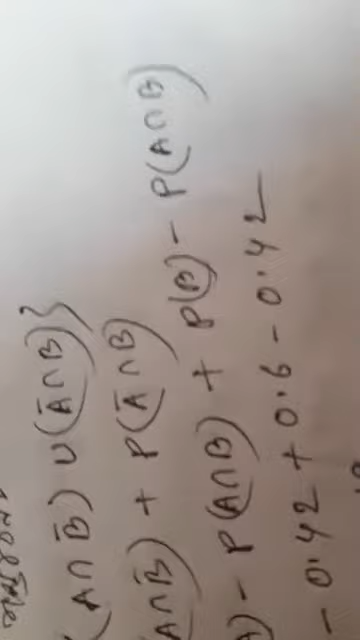 (A∩B̄) ∪ (Ā∩B)}
(A∩B̄) + P(Ā∩B)
A) - P(A∩B) + P(B) - P(A∩B)
- 0.42 + 0.6 - 0.42